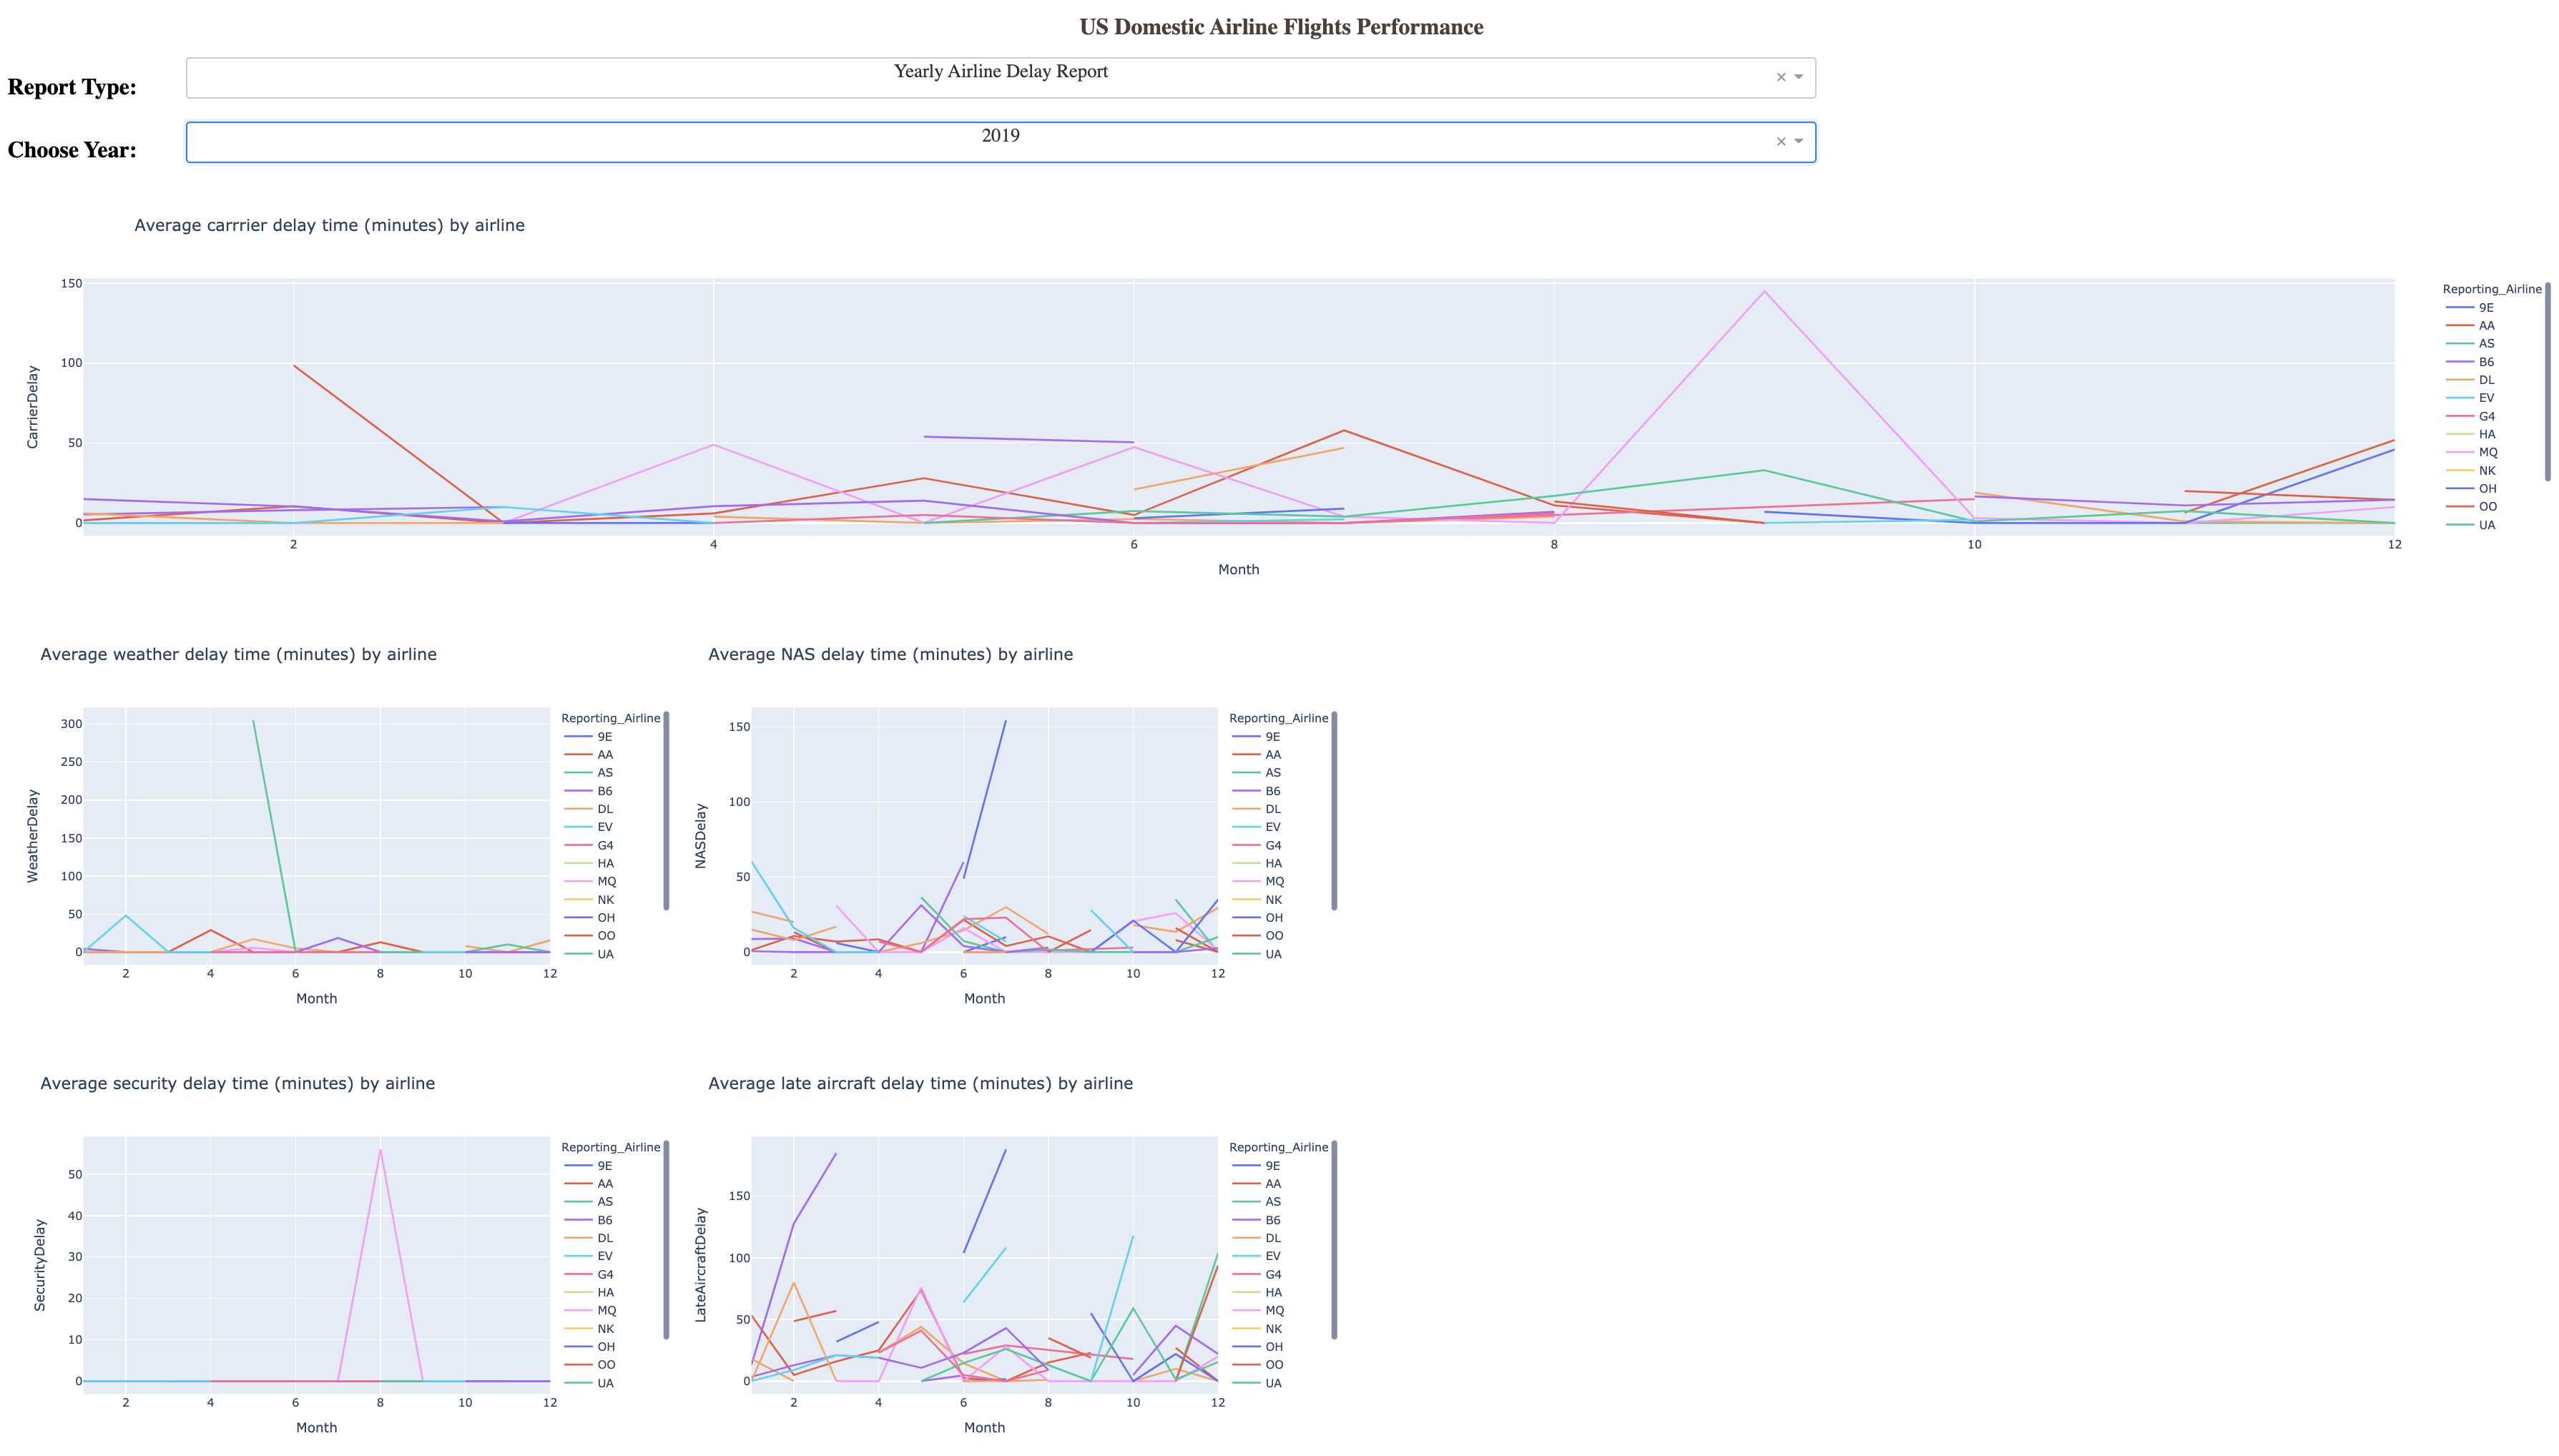 US Domestic Airline Flights Performance
Report Type:
Yearly Airline Delay Report
×
Choose Year:
2019
×
Average carrrier delay time (minutes) by airline
CarrierDelay
150
100
50
0
2
4
6
8
10
12
Month
Reporting_Airline
9E
AA
AS
B6
DL
EV
G4
HA
MQ
NK
OH
OO
UA
Average weather delay time (minutes) by airline
WeatherDelay
300
250
200
150
100
50
0
2
4
6
8
10
12
Month
Reporting_Airline
9E
AA
AS
B6
DL
EV
G4
HA
MQ
NK
OH
OO
UA
Average NAS delay time (minutes) by airline
NASDelay
150
100
50
0
2
4
6
8
10
12
Month
Reporting_Airline
9E
AA
AS
B6
DL
EV
G4
HA
MQ
NK
OH
OO
UA
Average security delay time (minutes) by airline
SecurityDelay
50
40
30
20
10
0
2
4
6
8
10
12
Month
Reporting_Airline
9E
AA
AS
B6
DL
EV
G4
HA
MQ
NK
OH
OO
UA
Average late aircraft delay time (minutes) by airline
LateAircraftDelay
150
100
50
0
2
4
6
8
10
12
Month
Reporting_Airline
9E
AA
AS
B6
DL
EV
G4
HA
MQ
NK
OH
OO
UA